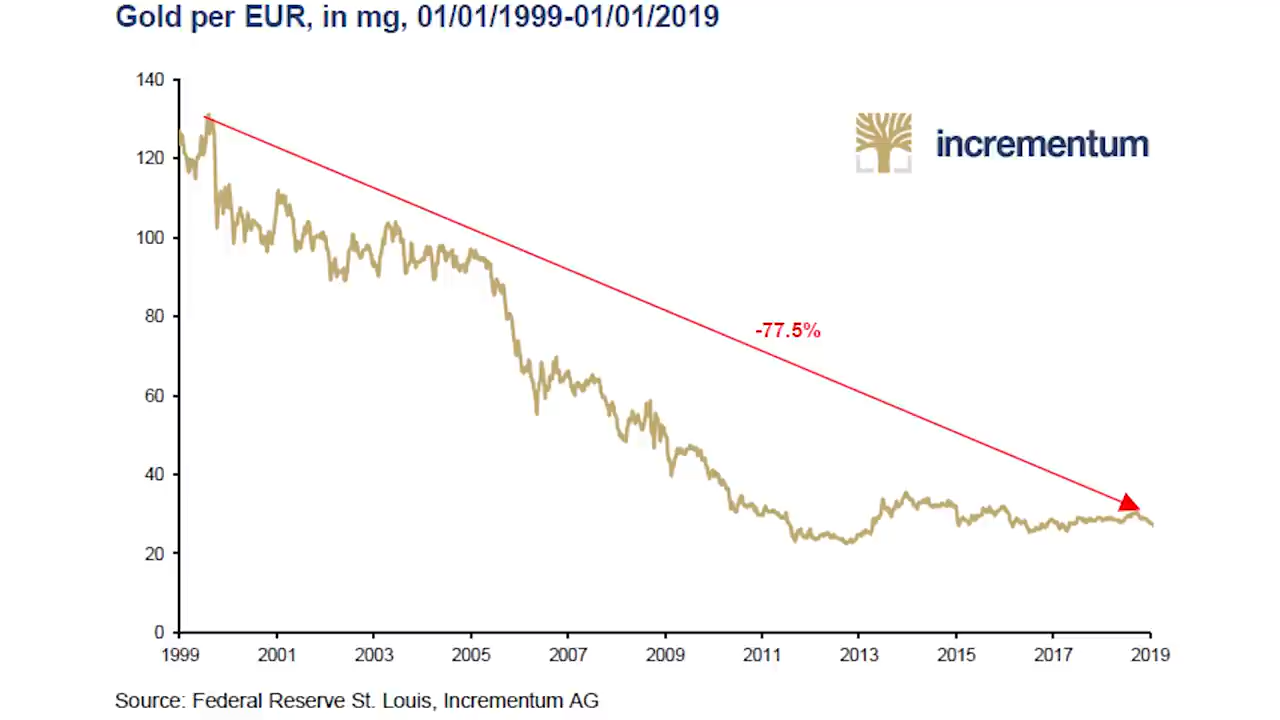 Gold per EUR, in mg, 01/01/1999-01/01/2019
140
120
100
80
60
40
20
0
incrementum
-77.5%
1999 2001 2003 2005 2007 2009 2011 2013 2015 2017 2019
Source: Federal Reserve St. Louis, Incrementum AG